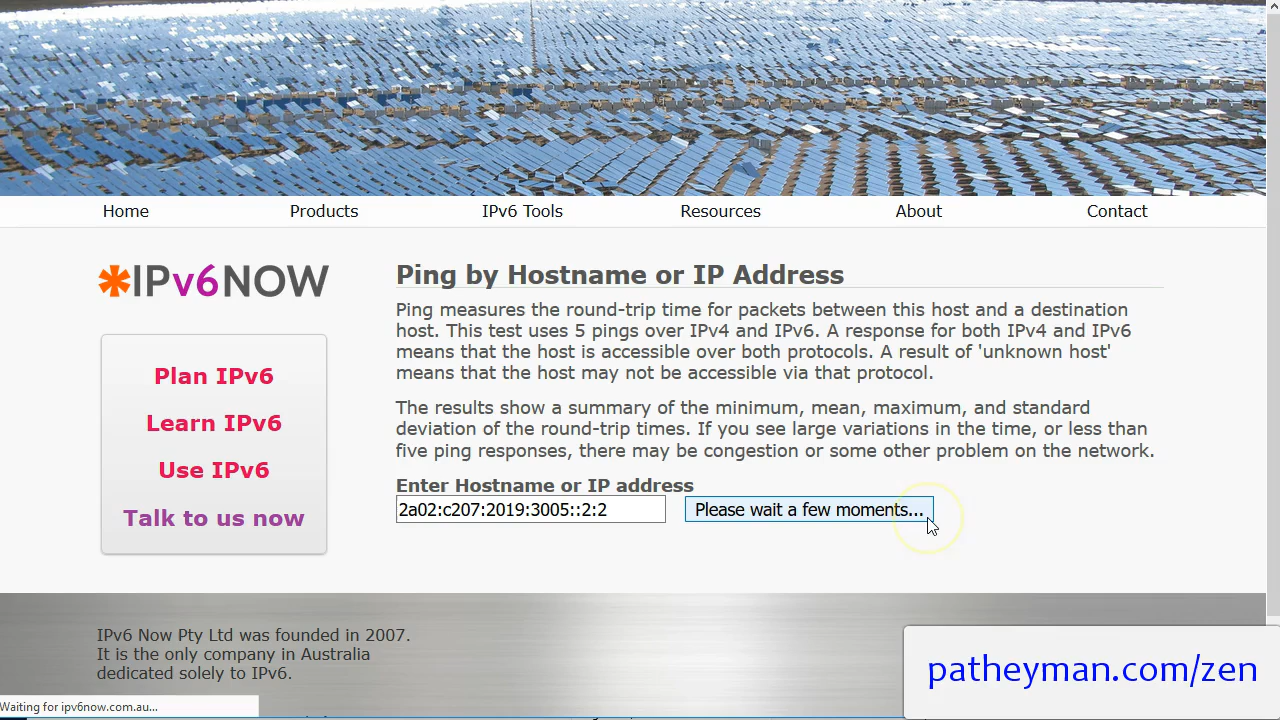 Home Products IPv6 Tools Resources About Contact
*IPv6NOW
Plan IPv6
Learn IPv6
Use IPv6
Talk to us now
Ping by Hostname or IP Address
Ping measures the round-trip time for packets between this host and a destination
host. This test uses 5 pings over IPv4 and IPv6. A response for both IPv4 and IPv6
means that the host is accessible over both protocols. A result of 'unknown host'
means that the host may not be accessible via that protocol.
The results show a summary of the minimum, mean, maximum, and standard
deviation of the round-trip times. If you see large variations in the time, or less than
five ping responses, there may be congestion or some other problem on the network.
Enter Hostname or IP address
2a02:c207:2019:3005::2:2 Please wait a few moments...
IPv6 Now Pty Ltd was founded in 2007.
It is the only company in Australia
dedicated solely to IPv6.
patheyman.com/zen
Waiting for ipv6now.com.au...